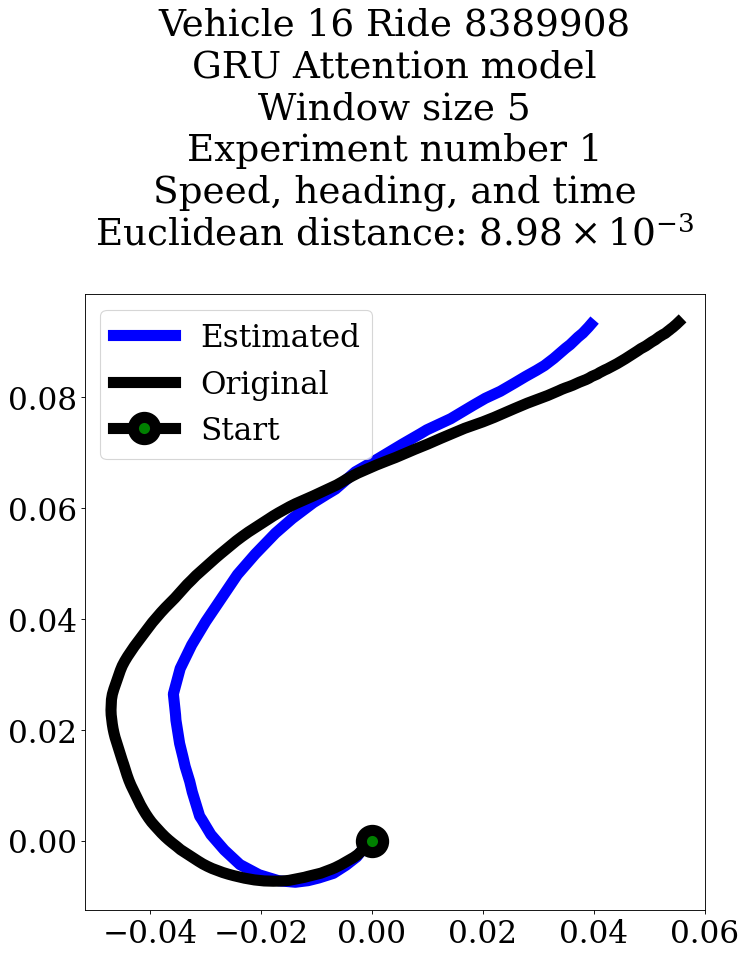 Vehicle 16 Ride 8389908
GRU Attention model
Window size 5
Experiment number 1
Speed, heading, and time
Euclidean distance: 8.98 × 10⁻³
Estimated
Original
Start
0.08
0.06
0.04
0.02
0.00
−0.04 −0.02 0.00 0.02 0.04 0.06